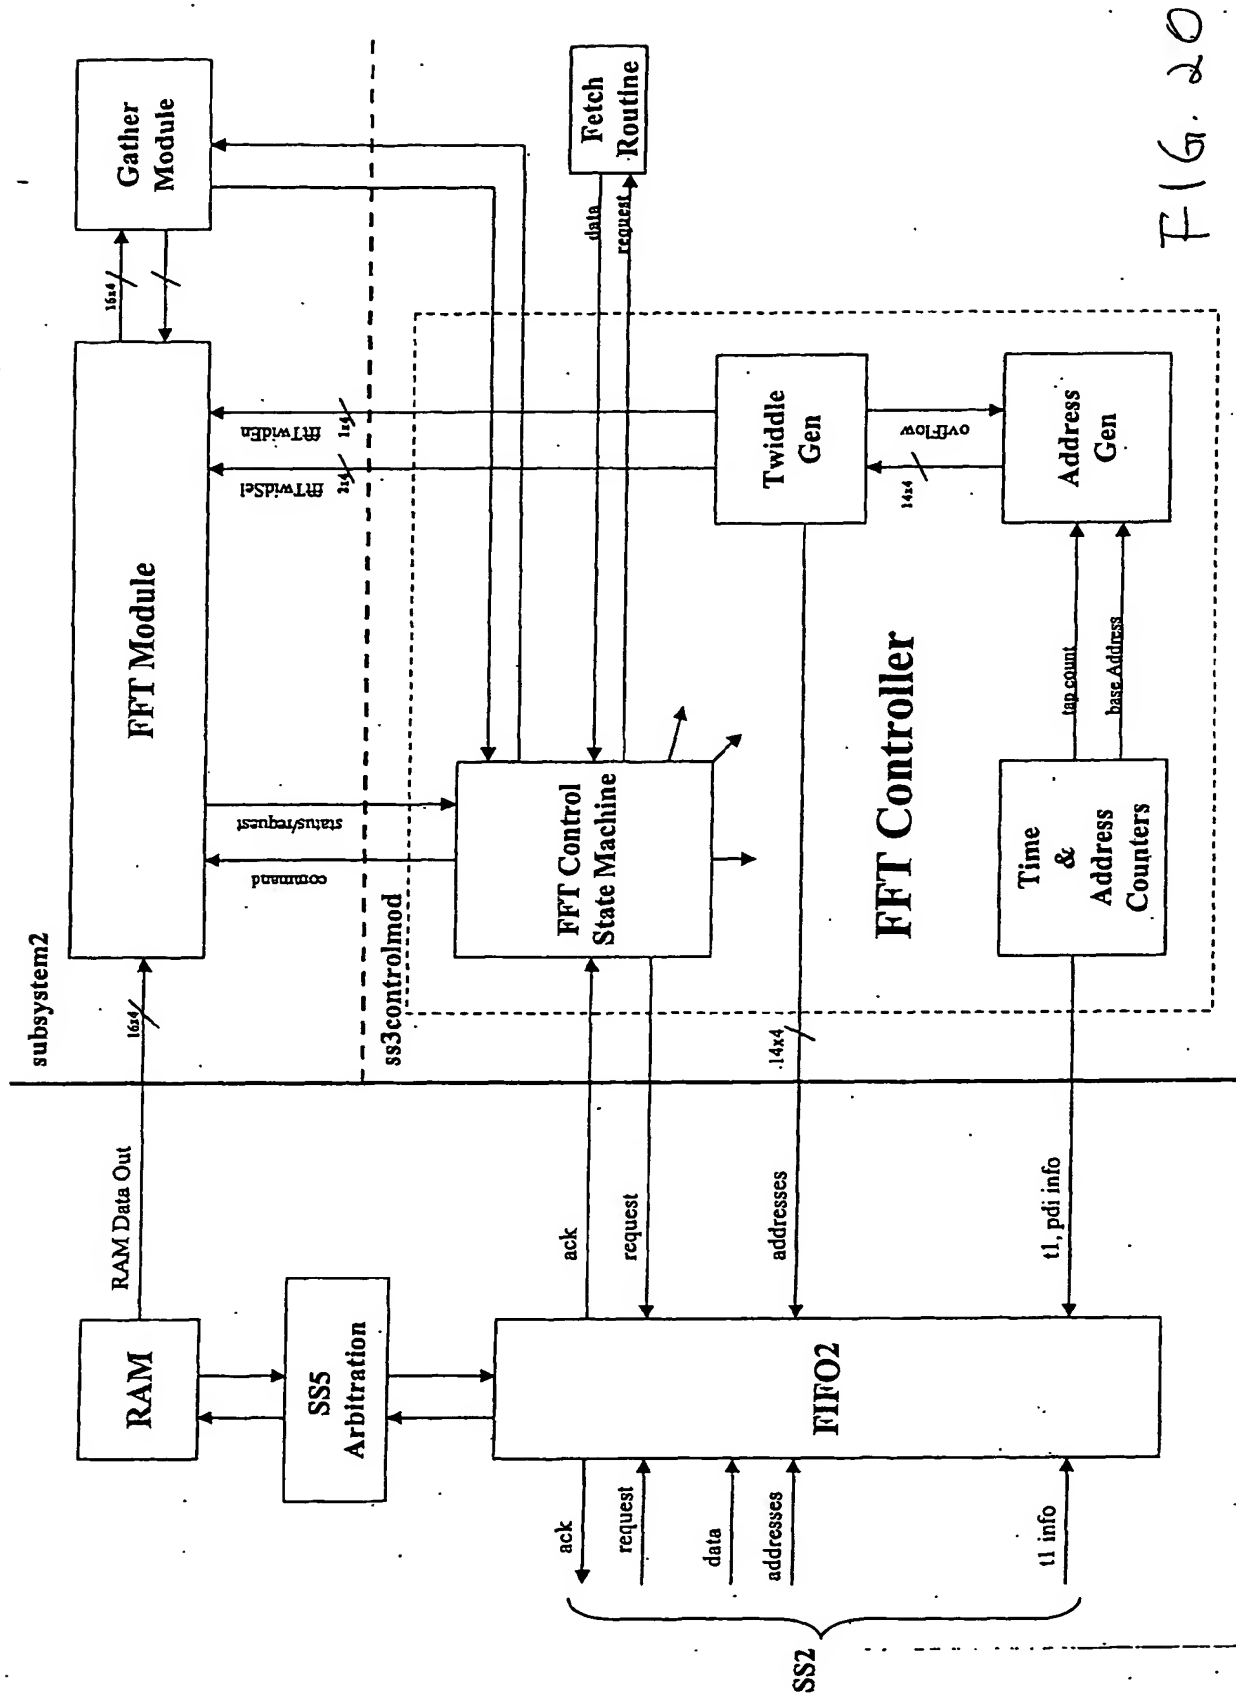 subsystem2
FFT Module
16x4
Gather
Module
16x4
RAM
RAM Data Out
SS5
Arbitration
status/request
command
fftTwidSel
2x4
fftTwidEn
1x4
ss3controlmod
FFT Control
State Machine
data
request
Fetch
Routine
ack
request
14x4
addresses
Twiddle
Gen
14x4
ovfFlow
Address
Gen
FFT Controller
tap count
base Address
Time
&
Address
Counters
t1, pdi info
FIFO2
ack
request
data
addresses
t1 info
SS2
FIG. 20